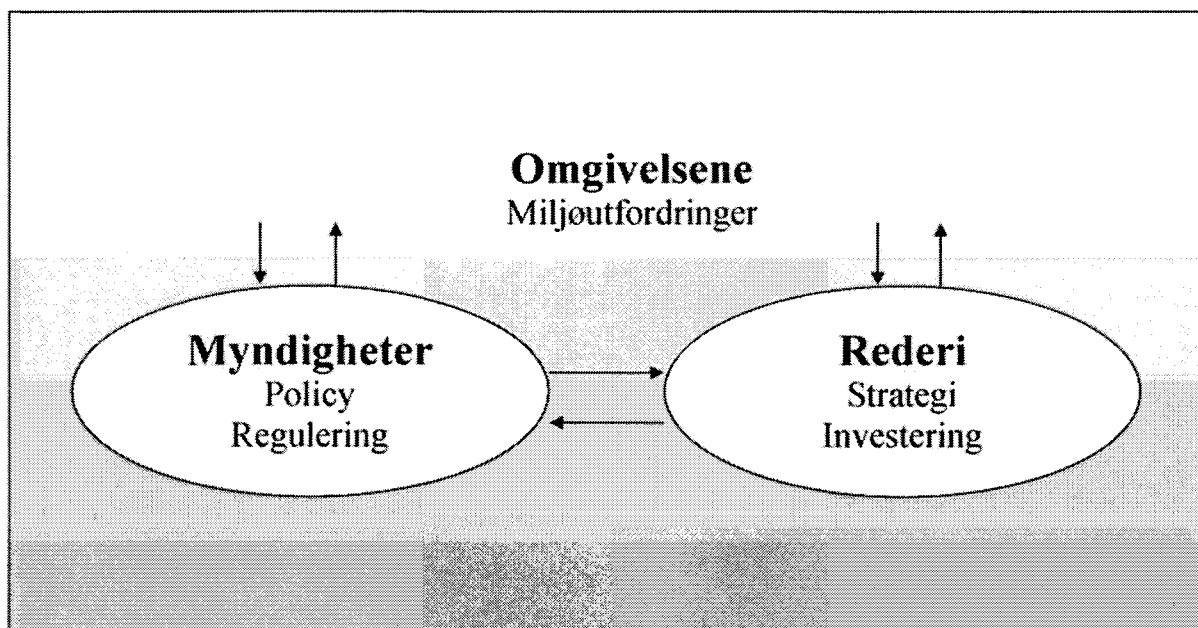 Omgivelsene
Miljøutfordringer
Myndigheter
Policy
Regulering
Rederi
Strategi
Investering